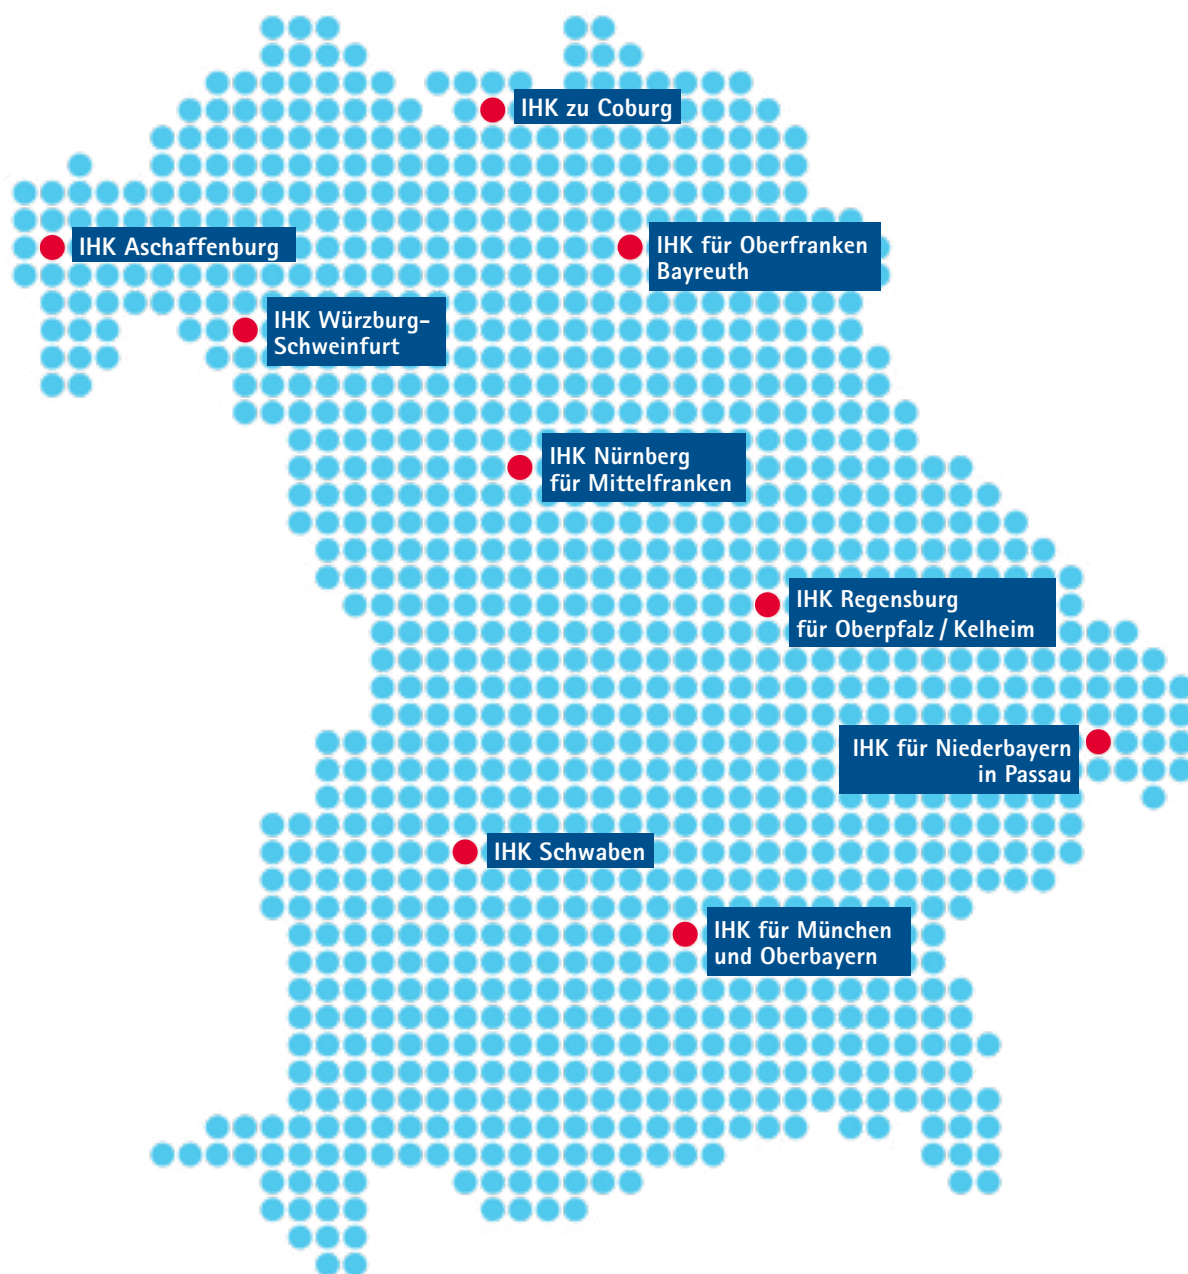 IHK zu Coburg
IHK Aschaffenburg
IHK für Oberfranken
Bayreuth
IHK Würzburg-
Schweinfurt
IHK Nürnberg
für Mittelfranken
IHK Regensburg
für Oberpfalz / Kelheim
IHK für Niederbayern
in Passau
IHK Schwaben
IHK für München
und Oberbayern